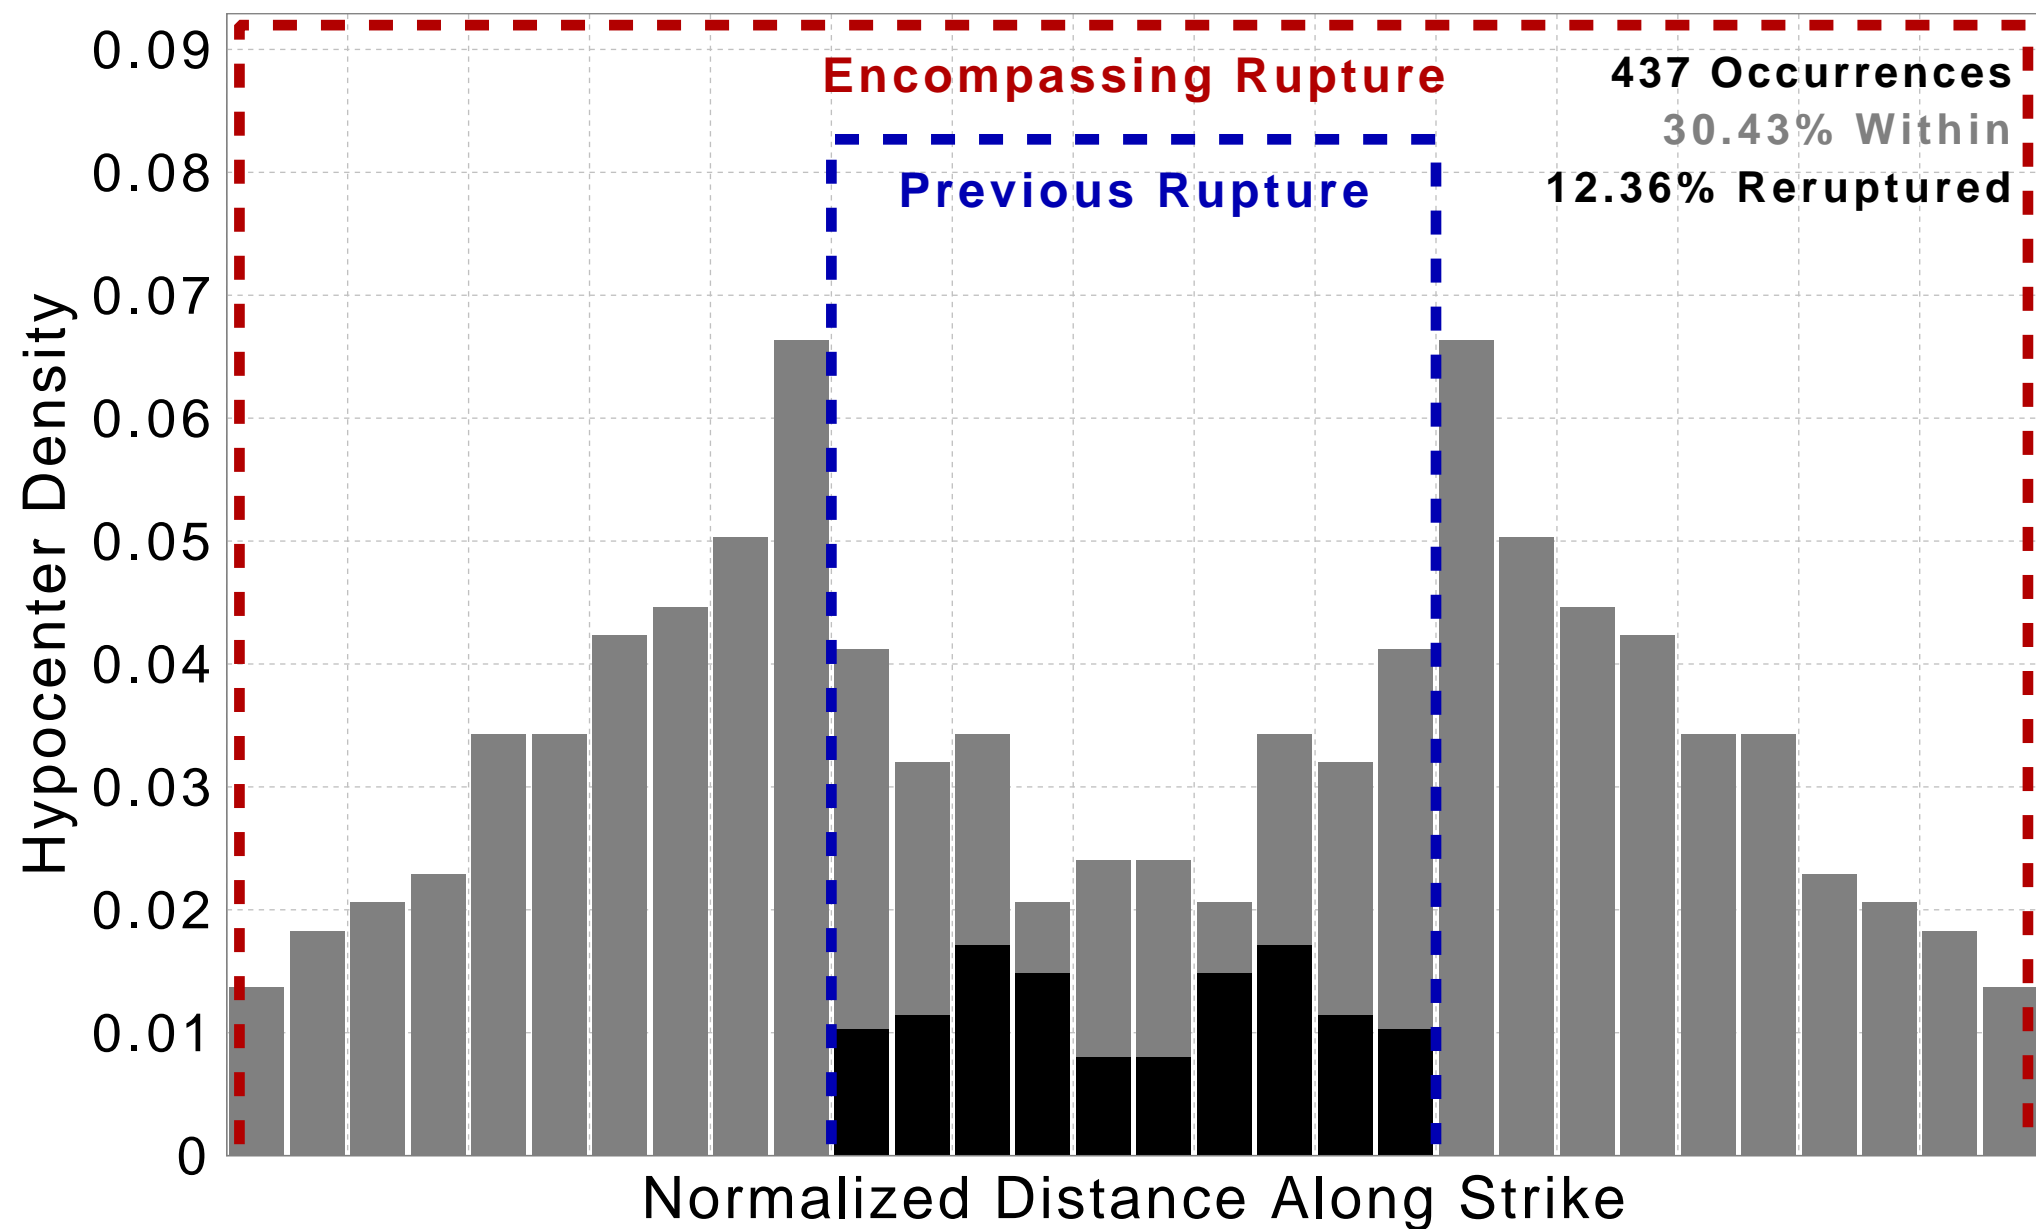 0.09
0.08
0.07
0.06
0.05
0.04
0.03
0.02
0.01
0
Hypocenter Density
Encompassing Rupture
Previous Rupture
437 Occurrences
30.43% Within
12.36% Reruptured
Normalized Distance Along Strike